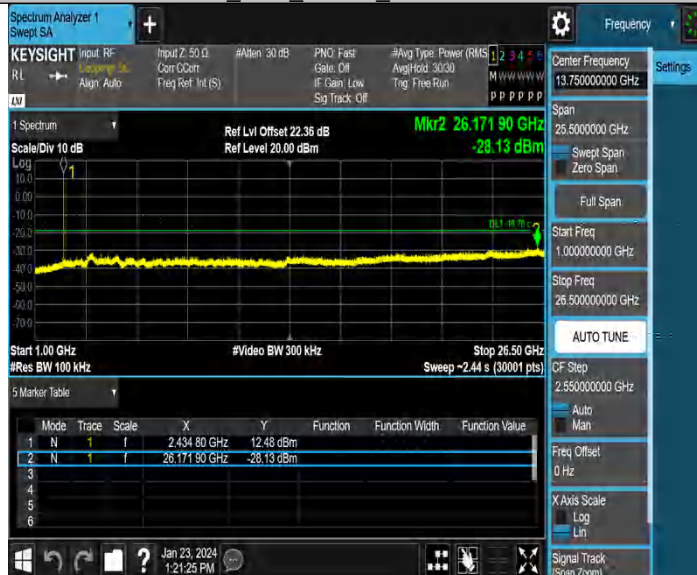 Spectrum Analyzer 1
Swept SA
+
Frequency
KEYSIGHT
RL
Input: RF
Align: Auto
Input Z: 50 Ω
Corr CCorr
Freq Ref: Int (S)
#Atten: 30 dB
PNO: Fast
Gate: Off
IF Gain: Low
Sig Track: Off
#Avg Type: Power (RMS)
Avg|Hold: 30/30
Trig: Free Run
1 2 3 4 5 6
M W W W W W
P P P P P P
LXI
Center Frequency
13.750000000 GHz
Settings
Span
25.5000000 GHz
Swept Span
Zero Span
Full Span
Start Freq
1.000000000 GHz
Stop Freq
26.500000000 GHz
AUTO TUNE
CF Step
2.550000000 GHz
Auto
Man
Freq Offset
0 Hz
X Axis Scale
Log
Lin
Signal Track
(Span Zoom)
1 Spectrum
Scale/Div 10 dB
Ref Lvl Offset 22.36 dB
Ref Level 20.00 dBm
Mkr2 26.171 90 GHz
-28.13 dBm
Log
10.0
0.00
-10.0
-20.0
-30.0
-40.0
-50.0
-60.0
-70.0
1
2
Start 1.00 GHz
#Res BW 100 kHz
#Video BW 300 kHz
Stop 26.50 GHz
Sweep ~2.44 s (30001 pts)
5 Marker Table
Mode Trace Scale X Y Function Function Width Function Value
1 N 1 f 2.434 80 GHz 12.48 dBm
2 N 1 f 26.171 90 GHz -28.13 dBm
3
4
5
6
?
Jan 23, 2024
1:21:25 PM